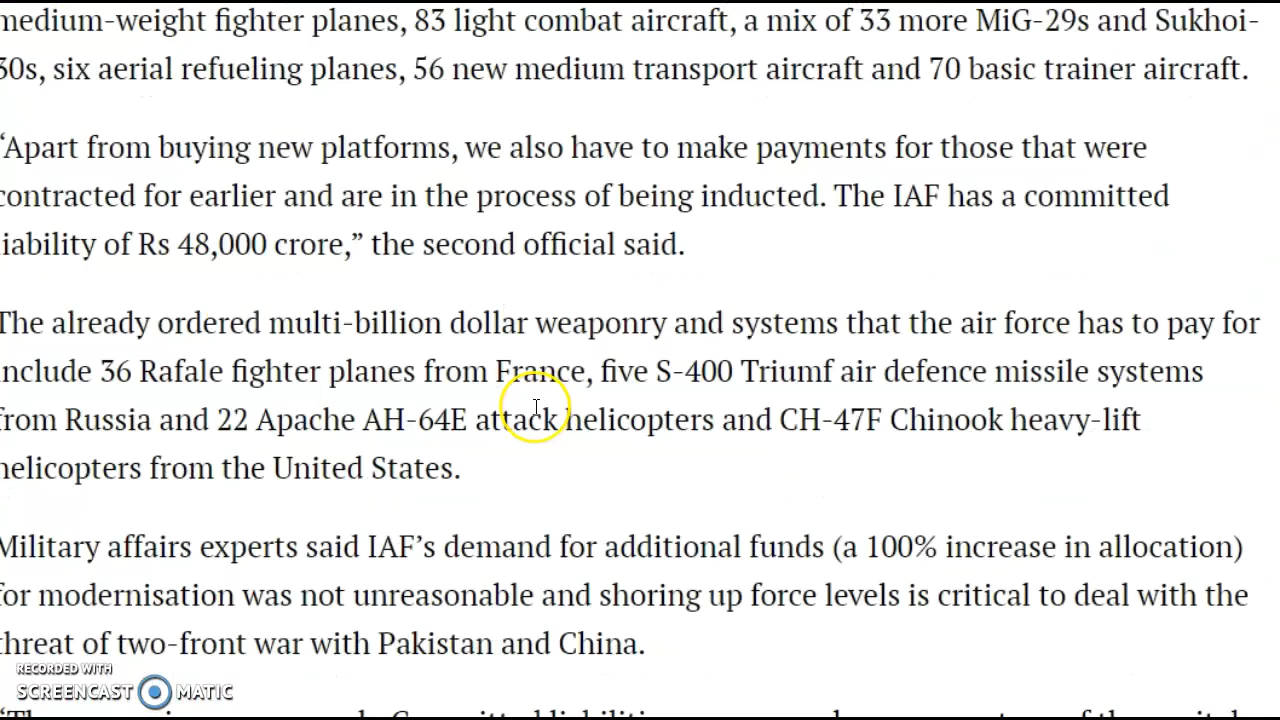 medium-weight fighter planes, 83 light combat aircraft, a mix of 33 more MiG-29s and Sukhoi-
30s, six aerial refueling planes, 56 new medium transport aircraft and 70 basic trainer aircraft.
“Apart from buying new platforms, we also have to make payments for those that were
contracted for earlier and are in the process of being inducted. The IAF has a committed
liability of Rs 48,000 crore,” the second official said.
The already ordered multi-billion dollar weaponry and systems that the air force has to pay for
include 36 Rafale fighter planes from France, five S-400 Triumf air defence missile systems
from Russia and 22 Apache AH-64E attack helicopters and CH-47F Chinook heavy-lift
helicopters from the United States.
Military affairs experts said IAF’s demand for additional funds (a 100% increase in allocation)
for modernisation was not unreasonable and shoring up force levels is critical to deal with the
threat of two-front war with Pakistan and China.
RECORDED WITH
SCREENCAST MATIC